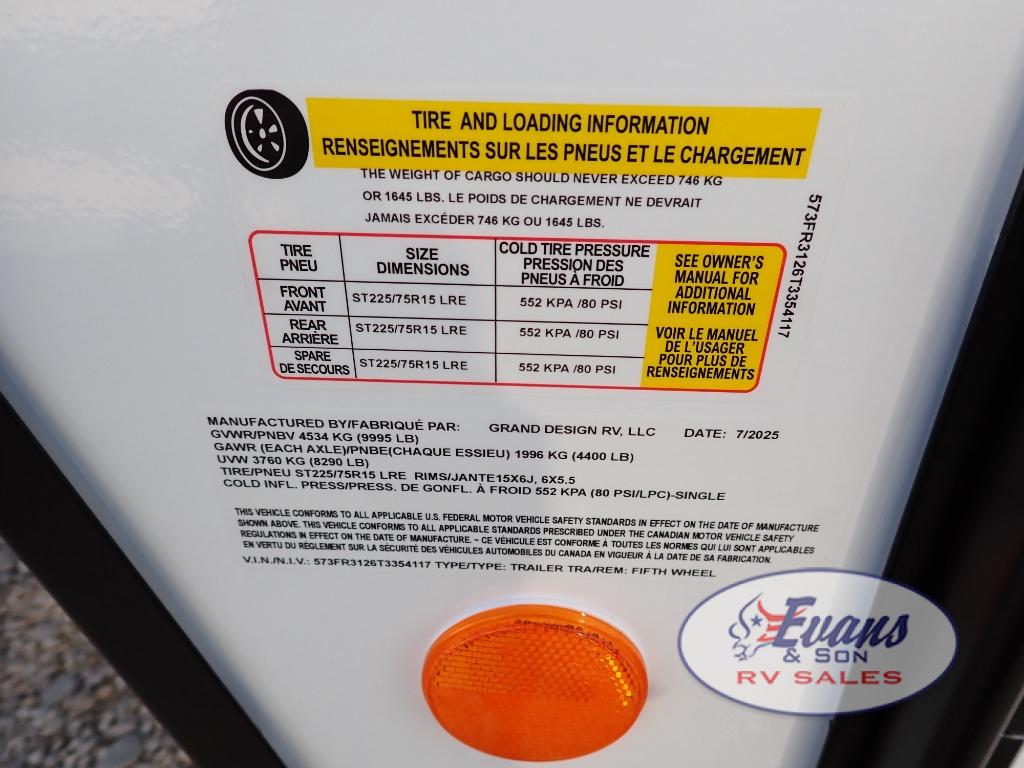 TIRE AND LOADING INFORMATION
RENSEIGNEMENTS SUR LES PNEUS ET LE CHARGEMENT
THE WEIGHT OF CARGO SHOULD NEVER EXCEED 746 KG
OR 1645 LBS. LE POIDS DE CHARGEMENT NE DEVRAIT
JAMAIS EXCÉDER 746 KG OU 1645 LBS.
TIRE
PNEU
SIZE
DIMENSIONS
COLD TIRE PRESSURE
PRESSION DES
PNEUS À FROID
FRONT
AVANT
ST225/75R15 LRE
552 KPA /80 PSI
REAR
ARRIÈRE
ST225/75R15 LRE
552 KPA /80 PSI
SPARE
DE SECOURS
ST225/75R15 LRE
552 KPA /80 PSI
SEE OWNER'S
MANUAL FOR
ADDITIONAL
INFORMATION
VOIR LE MANUEL
DE L'USAGER
POUR PLUS DE
RENSEIGNEMENTS
573FR3126T3354117
MANUFACTURED BY/FABRIQUÉ PAR: GRAND DESIGN RV, LLC DATE: 7/2025
GVWR/PNBV 4534 KG (9995 LB)
GAWR (EACH AXLE)/PNBE(CHAQUE ESSIEU) 1996 KG (4400 LB)
UVW 3760 KG (8290 LB)
TIRE/PNEU ST225/75R15 LRE RIMS/JANTE15X6J, 6X5.5
COLD INFL. PRESS/PRESS. DE GONFL. À FROID 552 KPA (80 PSI/LPC)-SINGLE
THIS VEHICLE CONFORMS TO ALL APPLICABLE U.S. FEDERAL MOTOR VEHICLE SAFETY STANDARDS IN EFFECT ON THE DATE OF MANUFACTURE
SHOWN ABOVE. THIS VEHICLE CONFORMS TO ALL APPLICABLE STANDARDS PRESCRIBED UNDER THE CANADIAN MOTOR VEHICLE SAFETY
REGULATIONS IN EFFECT ON THE DATE OF MANUFACTURE. ~ CE VÉHICULE EST CONFORME À TOUTES LES NORMES QUI LUI SONT APPLICABLES
EN VERTU DU RÈGLEMENT SUR LA SÉCURITÉ DES VÉHICULES AUTOMOBILES DU CANADA EN VIGUEUR À LA DATE DE SA FABRICATION.
V.I.N./N.I.V.: 573FR3126T3354117 TYPE/TYPE: TRAILER TRA/REM: FIFTH WHEEL
Evans
& SON
RV SALES